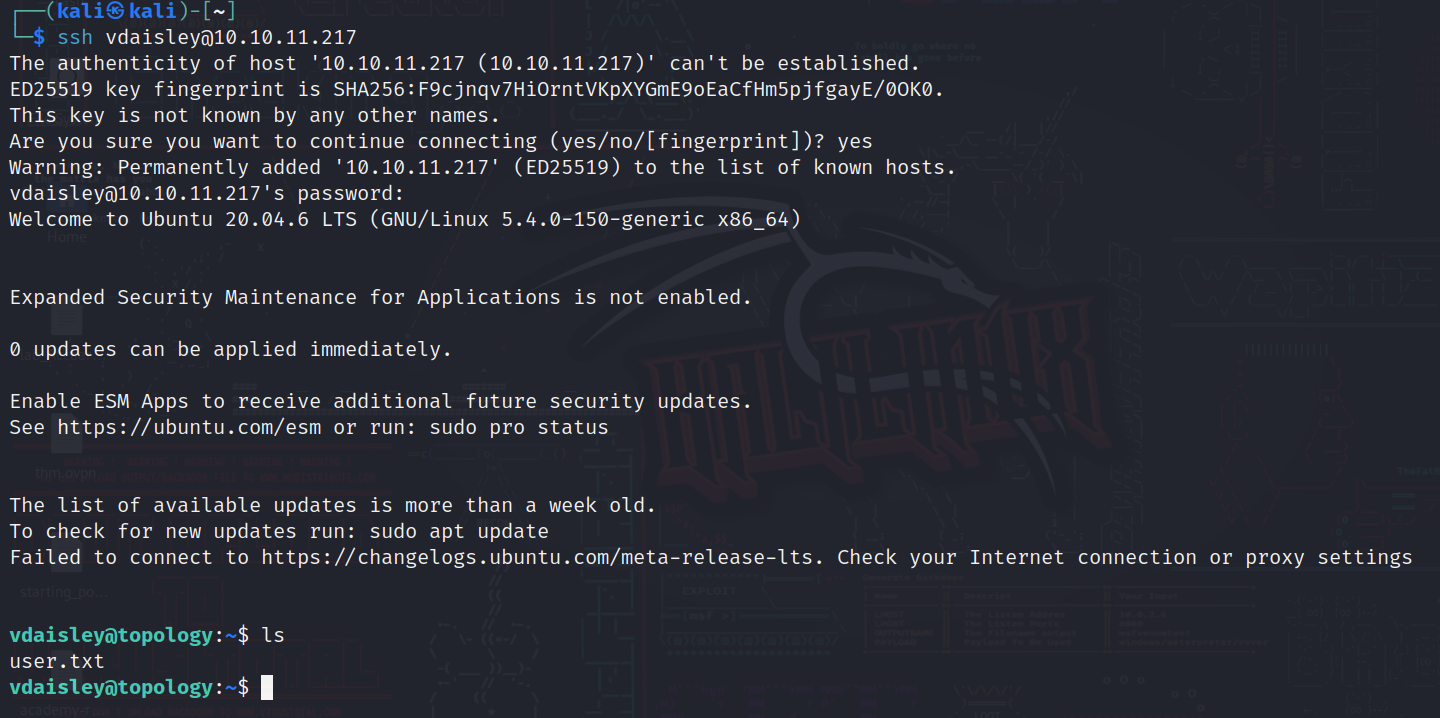 ┌──(kali㉿kali)-[~]
└─$ ssh vdaisley@10.10.11.217
The authenticity of host '10.10.11.217 (10.10.11.217)' can't be established.
ED25519 key fingerprint is SHA256:F9cjnqv7HiOrntVKpXYGmE9oEaCfHm5pjfgayE/0OK0.
This key is not known by any other names.
Are you sure you want to continue connecting (yes/no/[fingerprint])? yes
Warning: Permanently added '10.10.11.217' (ED25519) to the list of known hosts.
vdaisley@10.10.11.217's password:
Welcome to Ubuntu 20.04.6 LTS (GNU/Linux 5.4.0-150-generic x86_64)
Home
Expanded Security Maintenance for Applications is not enabled.
0 updates can be applied immediately.
Enable ESM Apps to receive additional future security updates.
See https://ubuntu.com/esm or run: sudo pro status
thm.ovpn
The list of available updates is more than a week old.
To check for new updates run: sudo apt update
Failed to connect to https://changelogs.ubuntu.com/meta-release-lts. Check your Internet connection or proxy settings
starting_po...
vdaisley@topology:~$ ls
user.txt
vdaisley@topology:~$
academy-r...